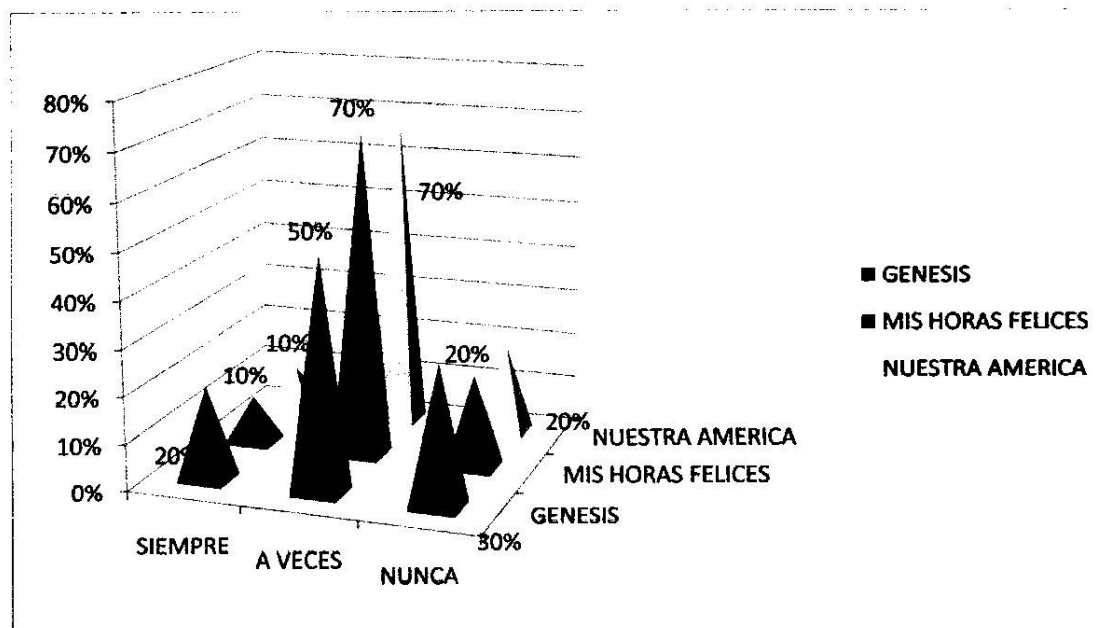 80%
70%
60%
50%
40%
30%
20%
10%
0%
70%
70%
50%
10%
10%
20%
20%
20%
30%
SIEMPRE
A VECES
NUNCA
NUESTRA AMERICA
MIS HORAS FELICES
GENESIS
GENESIS
MIS HORAS FELICES
NUESTRA AMERICA